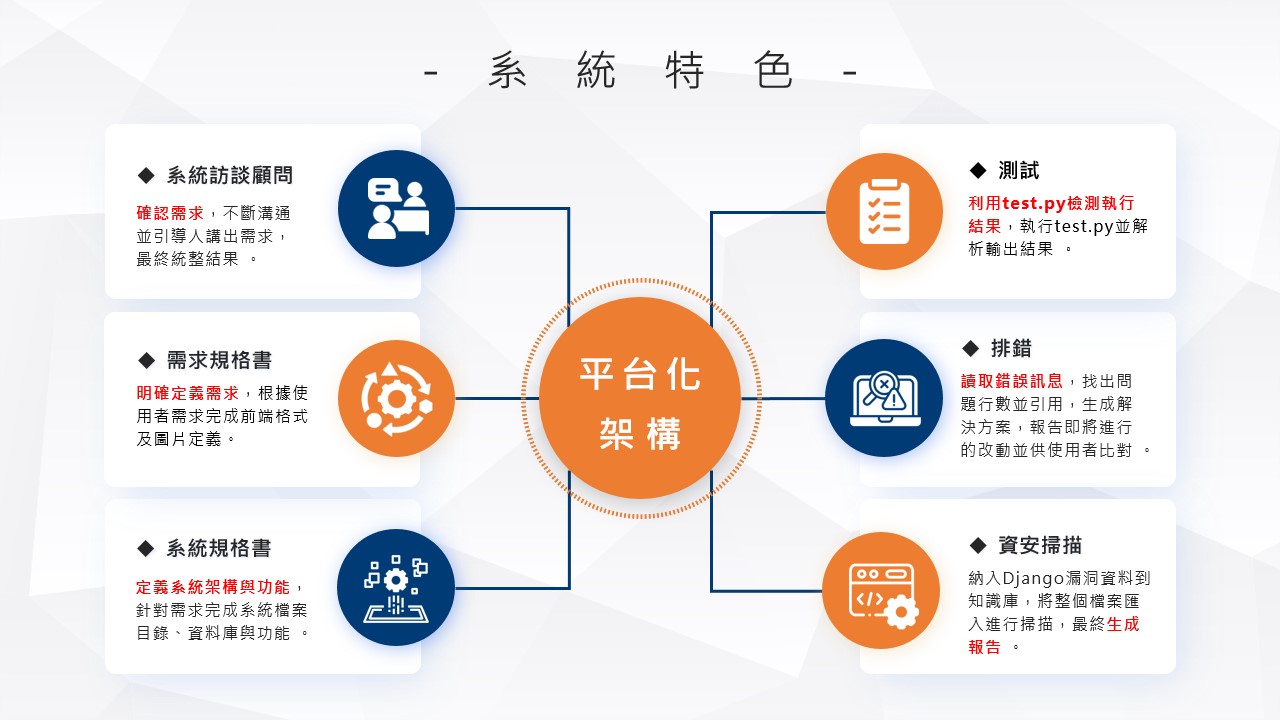 - 系統特色 -
◆ 系統訪談顧問
確認需求，不斷溝通
並引導人講出需求，
最終統整結果 。
◆ 需求規格書
明確定義需求，根據使
用者需求完成前端格式
及圖片定義。
◆ 系統規格書
定義系統架構與功能，
針對需求完成系統檔案
目錄、資料庫與功能 。
平台化
架構
◆ 測試
利用test.py檢測執行
結果，執行test.py並解
析輸出結果 。
◆ 排錯
讀取錯誤訊息，找出問
題行數並引用，生成解
決方案，報告即將進行
的改動並供使用者比對 。
◆ 資安掃描
納入Django漏洞資料到
知識庫，將整個檔案匯
入進行掃描，最終生成
報告 。